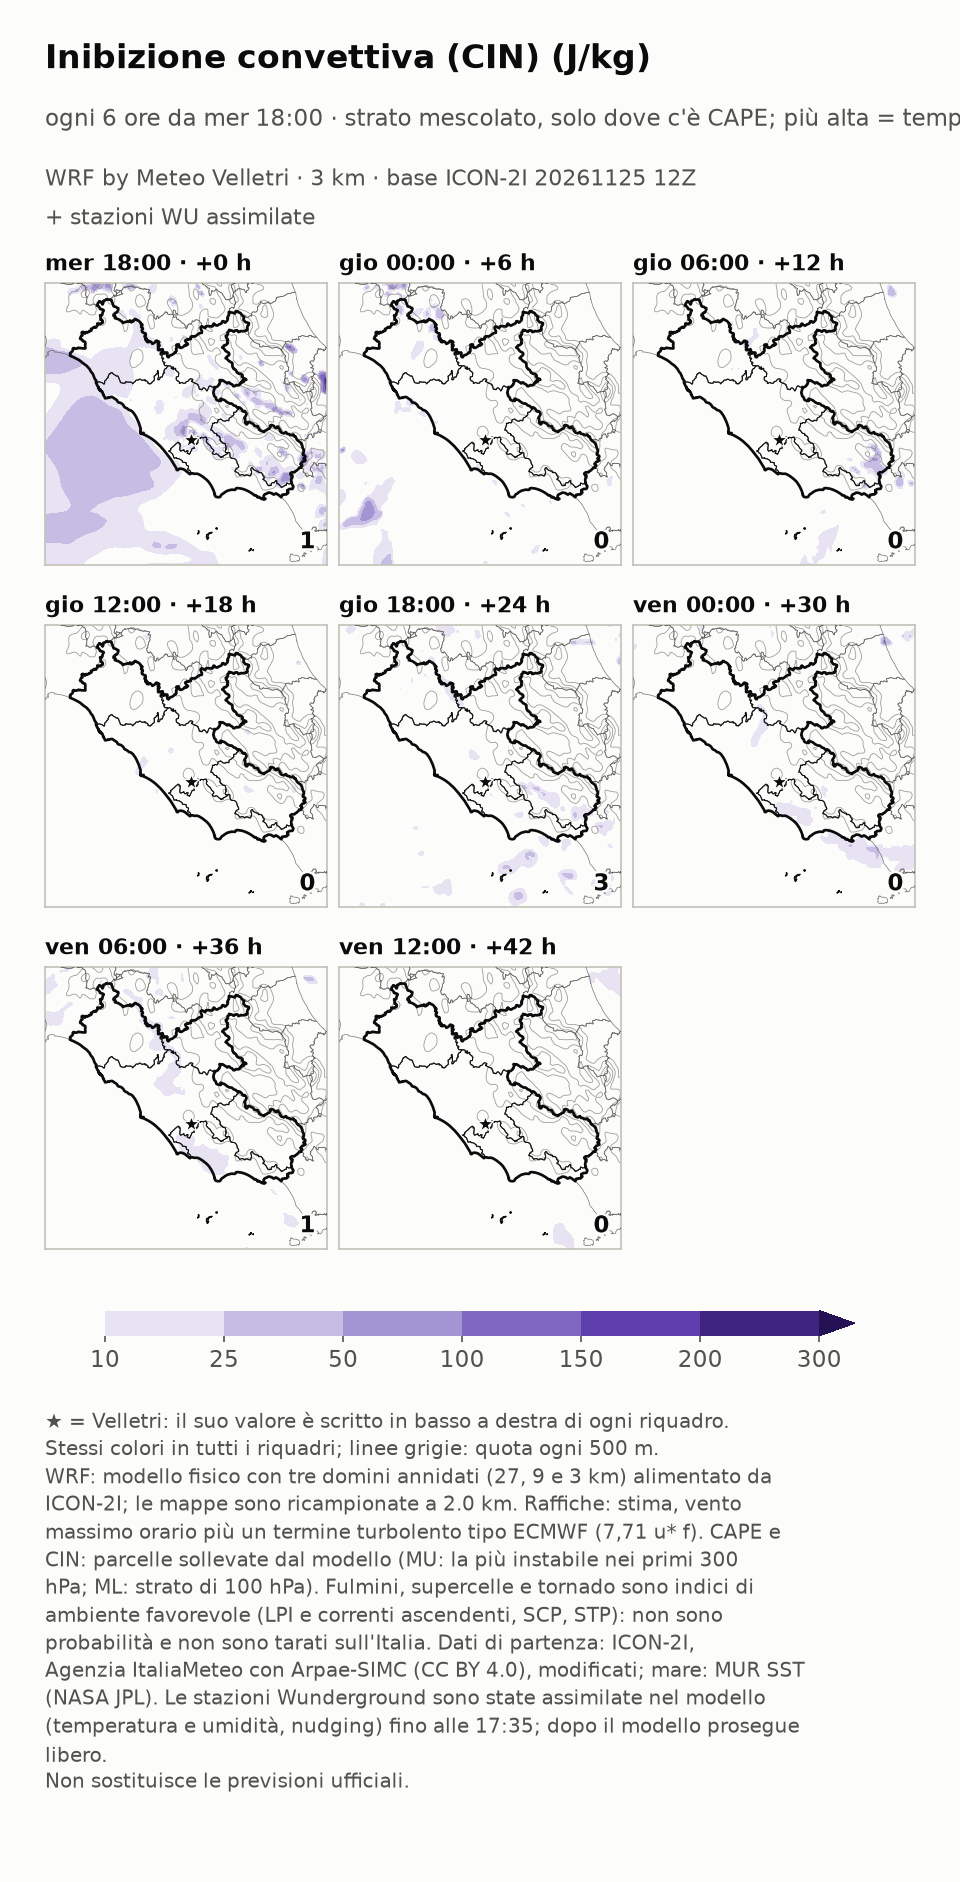 Inibizione convettiva (CIN) (J/kg)
ogni 6 ore da mer 18:00 · strato mescolato, solo dove c'è CAPE; più alta = temp
WRF by Meteo Velletri · 3 km · base ICON-2I 20261125 12Z
+ stazioni WU assimilate
mer 18:00 · +0 h
gio 00:00 · +6 h
gio 06:00 · +12 h
1
0
0
gio 12:00 · +18 h
gio 18:00 · +24 h
ven 00:00 · +30 h
0
3
0
ven 06:00 · +36 h
ven 12:00 · +42 h
1
0
10 25 50 100 150 200 300
★ = Velletri: il suo valore è scritto in basso a destra di ogni riquadro.
Stessi colori in tutti i riquadri; linee grigie: quota ogni 500 m.
WRF: modello fisico con tre domini annidati (27, 9 e 3 km) alimentato da
ICON-2I; le mappe sono ricampionate a 2.0 km. Raffiche: stima, vento
massimo orario più un termine turbolento tipo ECMWF (7,71 u* f). CAPE e
CIN: parcelle sollevate dal modello (MU: la più instabile nei primi 300
hPa; ML: strato di 100 hPa). Fulmini, supercelle e tornado sono indici di
ambiente favorevole (LPI e correnti ascendenti, SCP, STP): non sono
probabilità e non sono tarati sull'Italia. Dati di partenza: ICON-2I,
Agenzia ItaliaMeteo con Arpae-SIMC (CC BY 4.0), modificati; mare: MUR SST
(NASA JPL). Le stazioni Wunderground sono state assimilate nel modello
(temperatura e umidità, nudging) fino alle 17:35; dopo il modello prosegue
libero.
Non sostituisce le previsioni ufficiali.